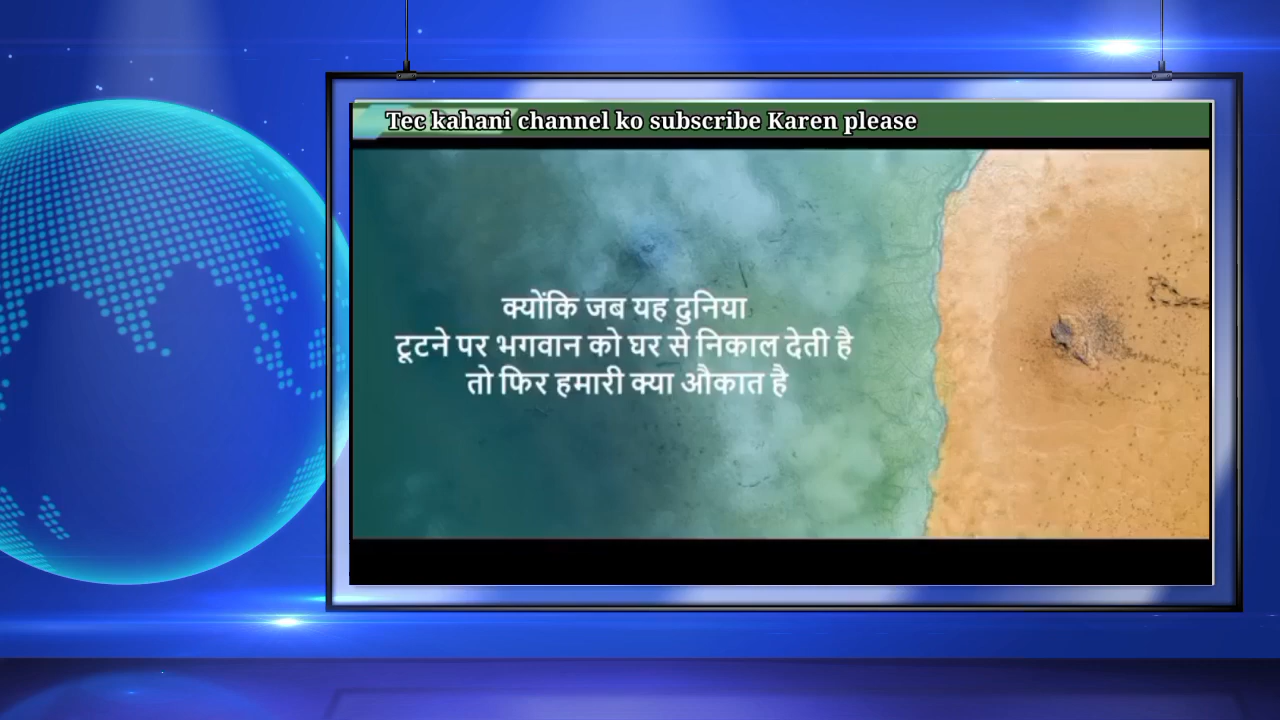 Tec kahani channel ko subscribe Karen please
क्योंकि जब यह दुनिया
टूटने पर भगवान को घर से निकाल देती है
तो फिर हमारी क्या औकात है